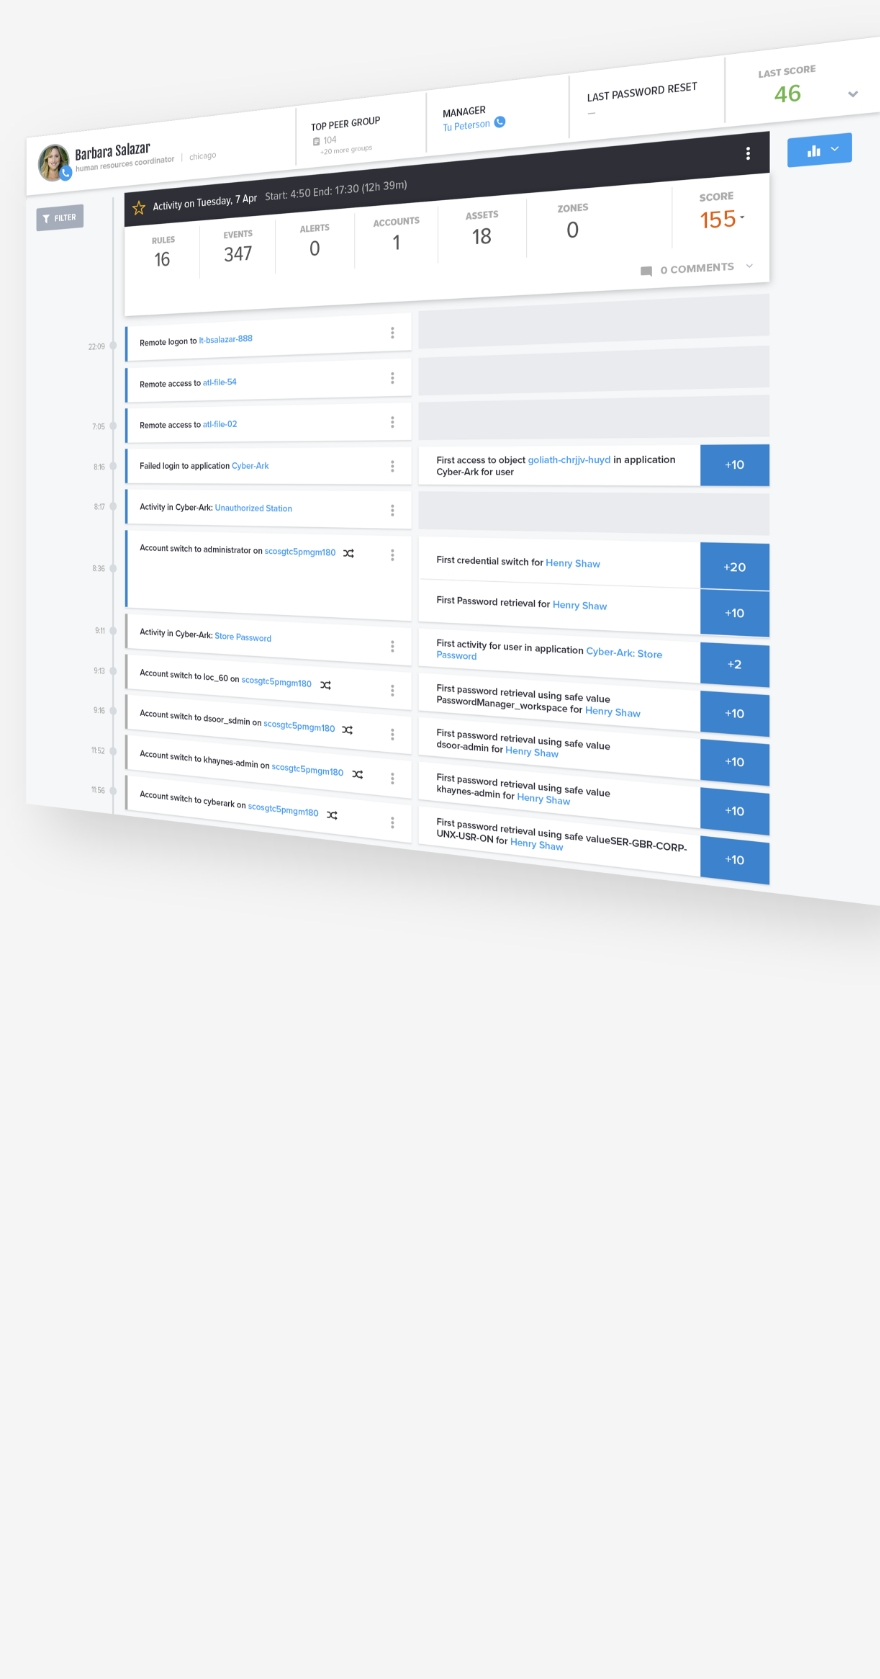 Barbara Salazar
human resources coordinator | chicago
TOP PEER GROUP
104
+20 more groups
MANAGER
Tu Peterson
LAST PASSWORD RESET
—
LAST SCORE
46
FILTER
Activity on Tuesday, 7 Apr Start: 4:50 End: 17:30 (12h 39m)
RULES
16
EVENTS
347
ALERTS
0
ACCOUNTS
1
ASSETS
18
ZONES
0
SCORE
155
0 COMMENTS
22:09
Remote logon to lt-bsalazar-888
Remote access to atl-file-54
7:05
Remote access to atl-file-02
8:16
Failed login to application Cyber-Ark
First access to object goliath-chrjjv-huyd in application
Cyber-Ark for user
+10
8:17
Activity in Cyber-Ark: Unauthorized Station
8:36
Account switch to administrator on scosgtc5pmgm180
First credential switch for Henry Shaw
+20
First Password retrieval for Henry Shaw
+10
9:11
Activity in Cyber-Ark: Store Password
First activity for user in application Cyber-Ark: Store
Password
+2
9:13
Account switch to loc_60 on scosgtc5pmgm180
First password retrieval using safe value
PasswordManager_workspace for Henry Shaw
+10
9:16
Account switch to dsoor_sdmin on scosgtc5pmgm180
First password retrieval using safe value
dsoor-admin for Henry Shaw
+10
11:52
Account switch to khaynes-admin on scosgtc5pmgm180
First password retrieval using safe value
khaynes-admin for Henry Shaw
+10
11:56
Account switch to cyberark on scosgtc5pmgm180
First password retrieval using safe valueSER-GBR-CORP-
UNX-USR-ON for Henry Shaw
+10